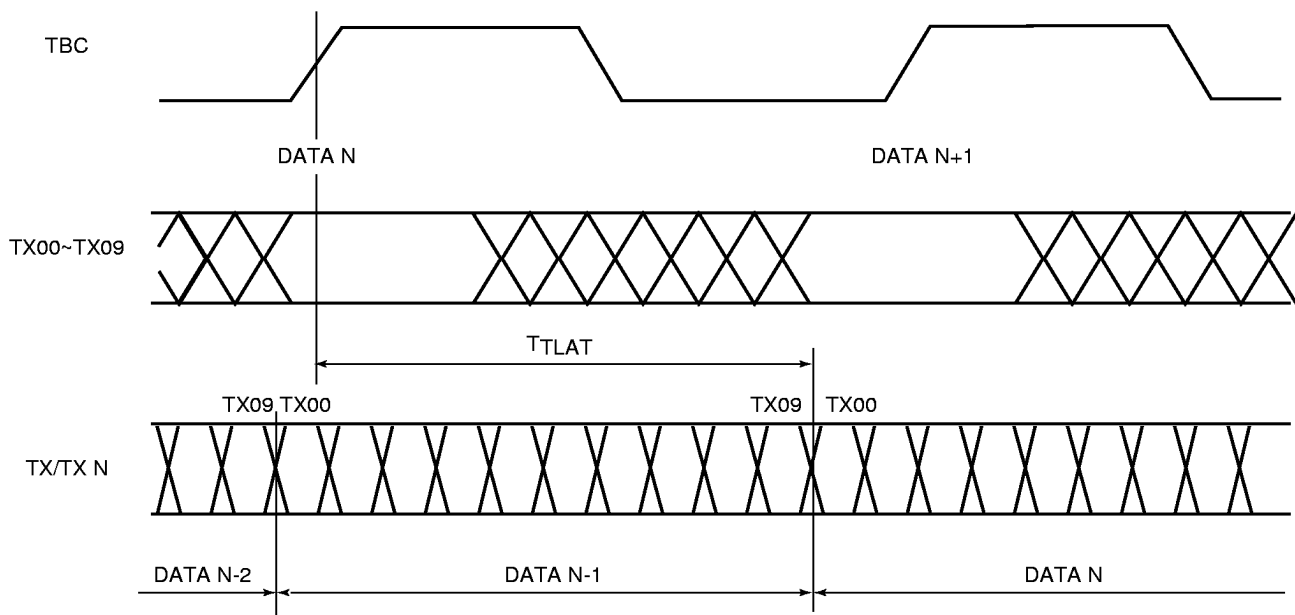 TBC
DATA N
DATA N+1
TX00~TX09
TTLAT
TX09 TX00
TX09 TX00
TX/TX N
DATA N-2
DATA N-1
DATA N